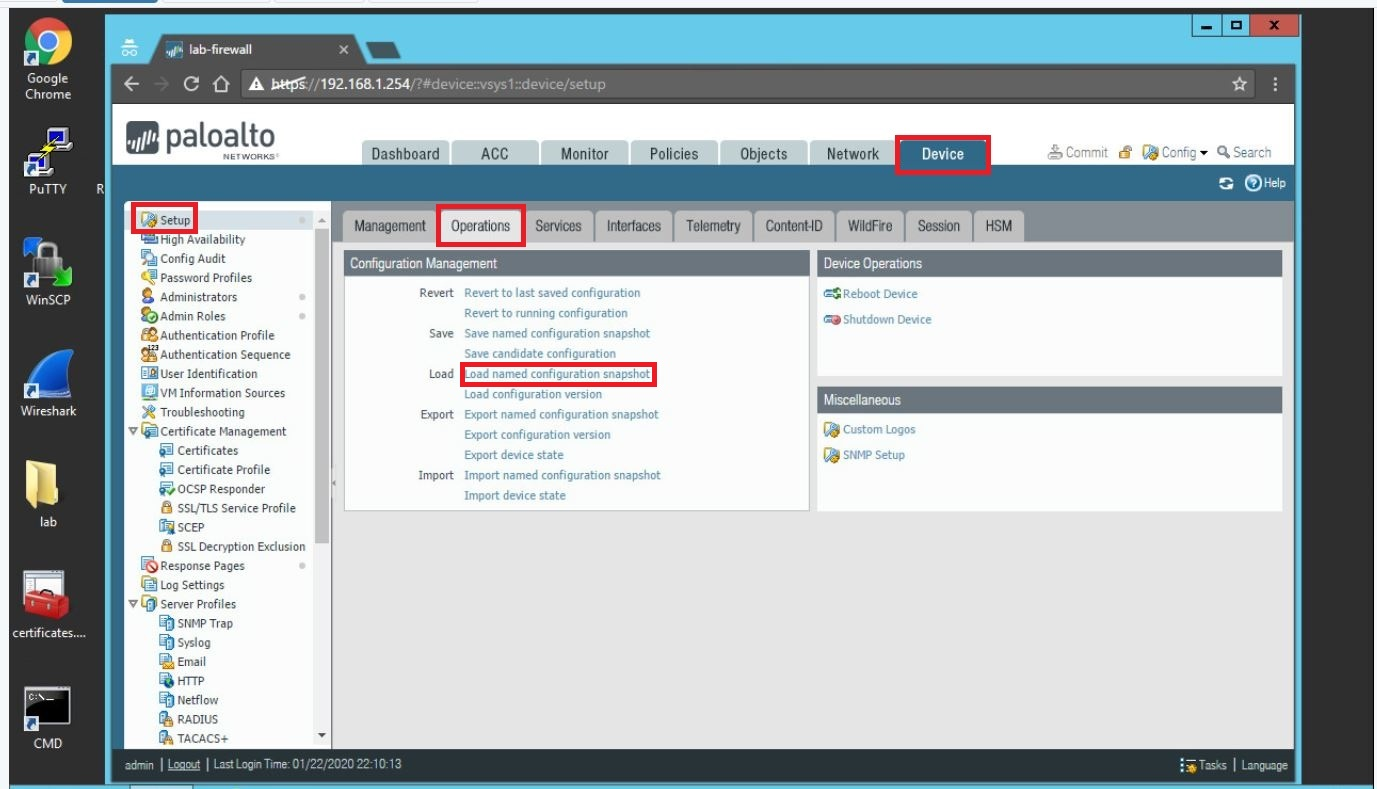 Google
Chrome
PuTTY
R
WinSCP
Wireshark
lab
certificates....
C:\_
CMD
lab-firewall
https://192.168.1.254/?#device::vsys1::device/setup
paloalto
NETWORKS
Dashboard ACC Monitor Policies Objects Network Device
Commit Config Search
Help
Setup
High Availability
Config Audit
Password Profiles
Administrators
Admin Roles
Authentication Profile
Authentication Sequence
User Identification
VM Information Sources
Troubleshooting
Certificate Management
Certificates
Certificate Profile
OCSP Responder
SSL/TLS Service Profile
SCEP
SSL Decryption Exclusion
Response Pages
Log Settings
Server Profiles
SNMP Trap
Syslog
Email
HTTP
Netflow
RADIUS
TACACS+
Management Operations Services Interfaces Telemetry Content-ID WildFire Session HSM
Configuration Management
Revert Revert to last saved configuration
Revert to running configuration
Save Save named configuration snapshot
Save candidate configuration
Load Load named configuration snapshot
Load configuration version
Export Export named configuration snapshot
Export configuration version
Export device state
Import Import named configuration snapshot
Import device state
Device Operations
Reboot Device
Shutdown Device
Miscellaneous
Custom Logos
SNMP Setup
admin | Logout | Last Login Time: 01/22/2020 22:10:13
Tasks | Language